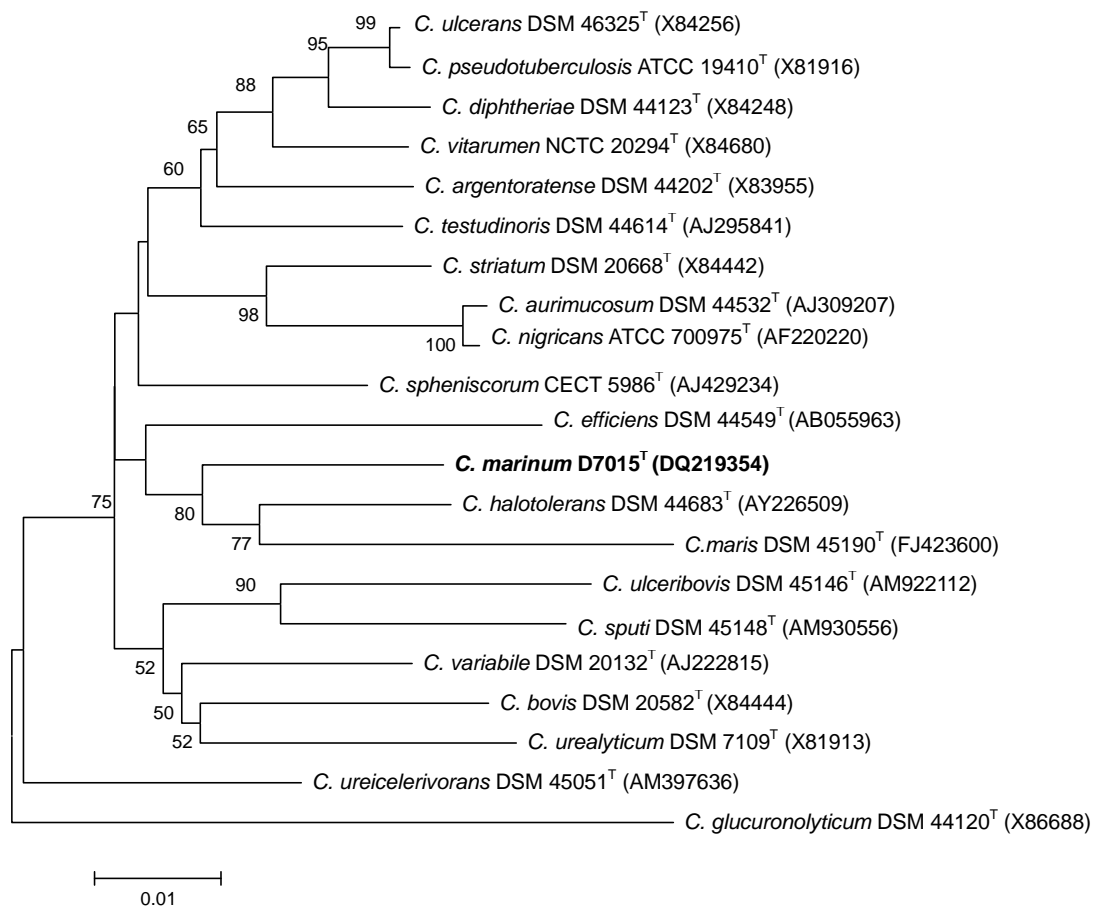 99 C. ulcerans DSM 46325ᵀ (X84256)
95
C. pseudotuberculosis ATCC 19410ᵀ (X81916)
88
C. diphtheriae DSM 44123ᵀ (X84248)
65
C. vitarumen NCTC 20294ᵀ (X84680)
60
C. argentoratense DSM 44202ᵀ (X83955)
C. testudinoris DSM 44614ᵀ (AJ295841)
C. striatum DSM 20668ᵀ (X84442)
98
C. aurimucosum DSM 44532ᵀ (AJ309207)
100
C. nigricans ATCC 700975ᵀ (AF220220)
C. spheniscorum CECT 5986ᵀ (AJ429234)
C. efficiens DSM 44549ᵀ (AB055963)
C. marinum D7015ᵀ (DQ219354)
75
80
C. halotolerans DSM 44683ᵀ (AY226509)
77
C.maris DSM 45190ᵀ (FJ423600)
90
C. ulceribovis DSM 45146ᵀ (AM922112)
C. sputi DSM 45148ᵀ (AM930556)
52
C. variabile DSM 20132ᵀ (AJ222815)
50
C. bovis DSM 20582ᵀ (X84444)
52
C. urealyticum DSM 7109ᵀ (X81913)
C. ureicelerivorans DSM 45051ᵀ (AM397636)
C. glucuronolyticum DSM 44120ᵀ (X86688)
0.01